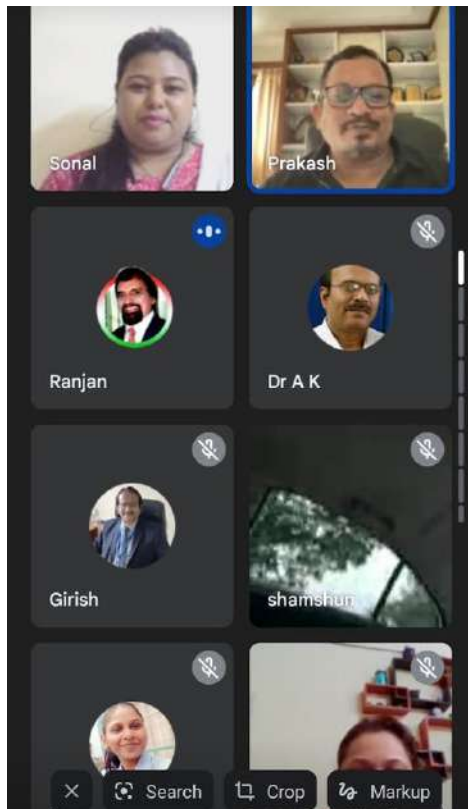 Sonal
Prakash
Ranjan
Dr A K
Girish
shamshun
Search
Crop
Markup